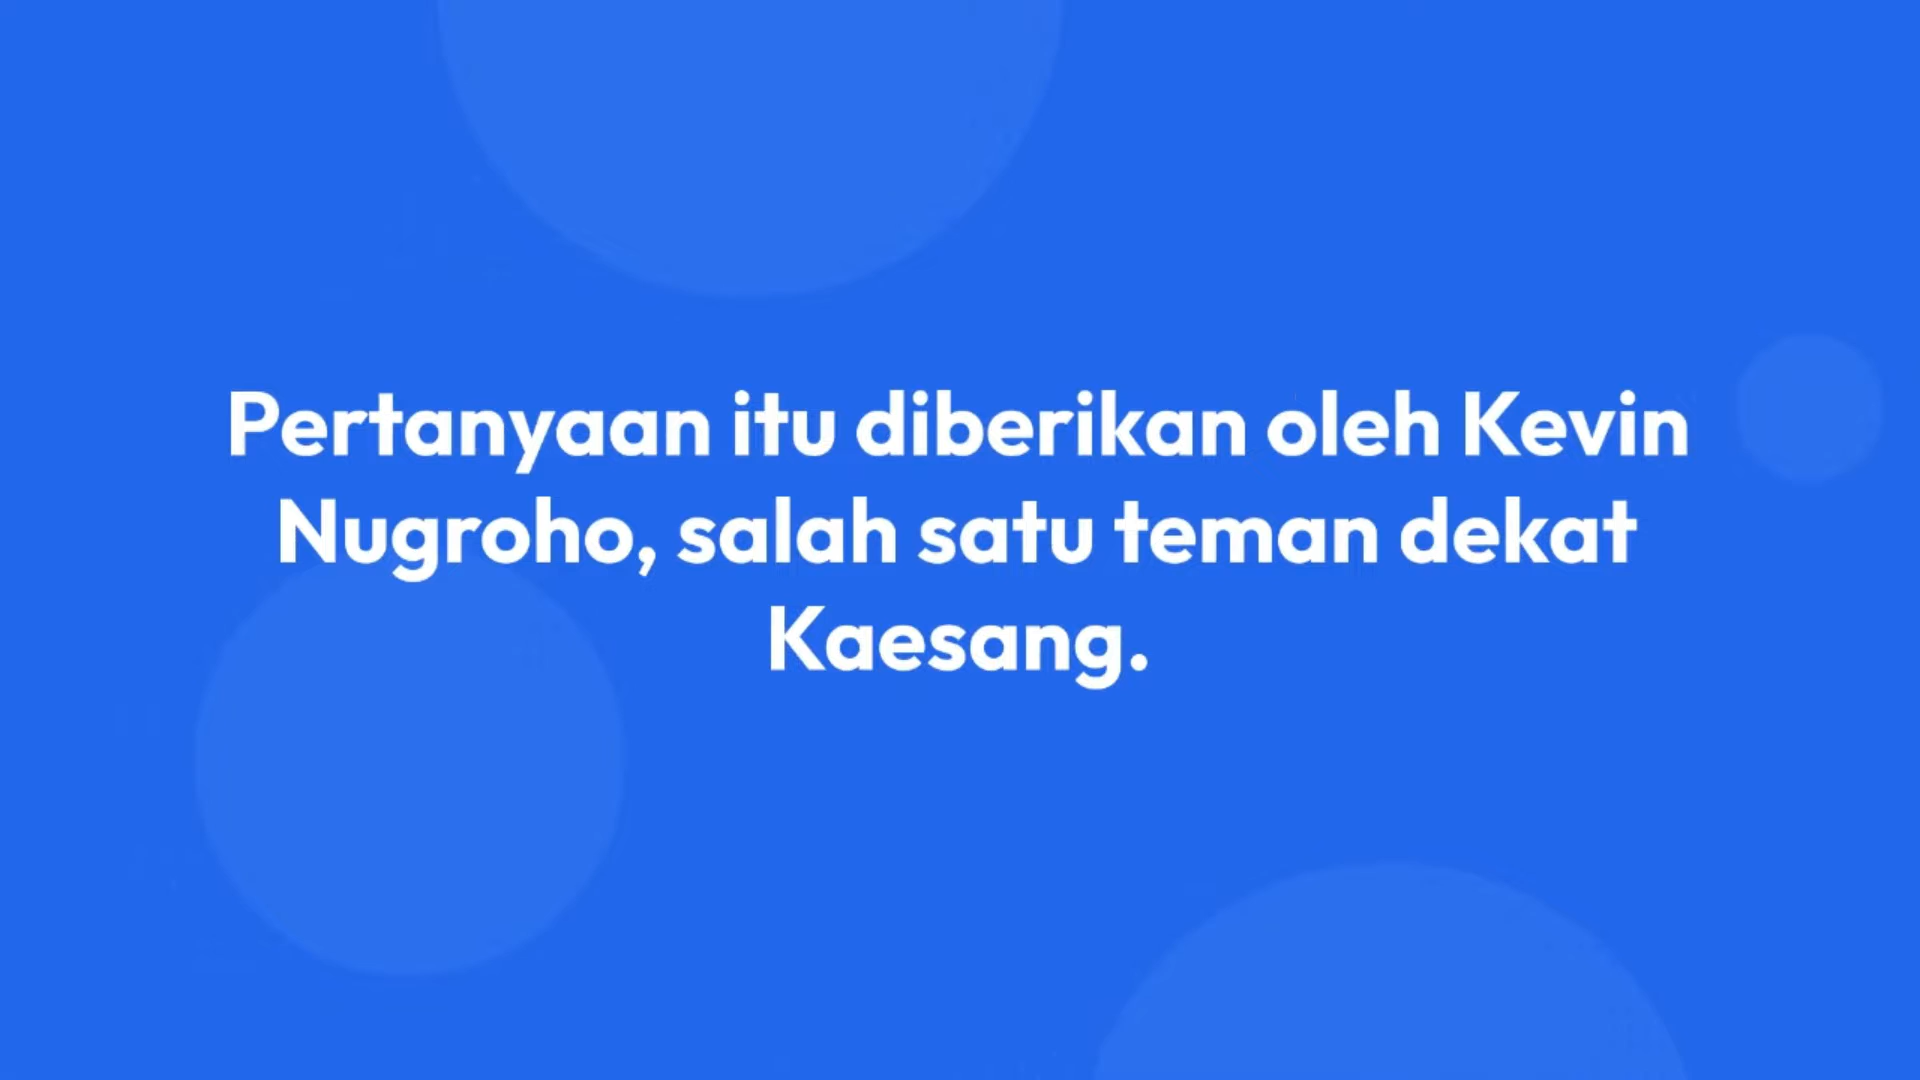 Pertanyaan itu diberikan oleh Kevin
Nugroho, salah satu teman dekat
Kaesang.